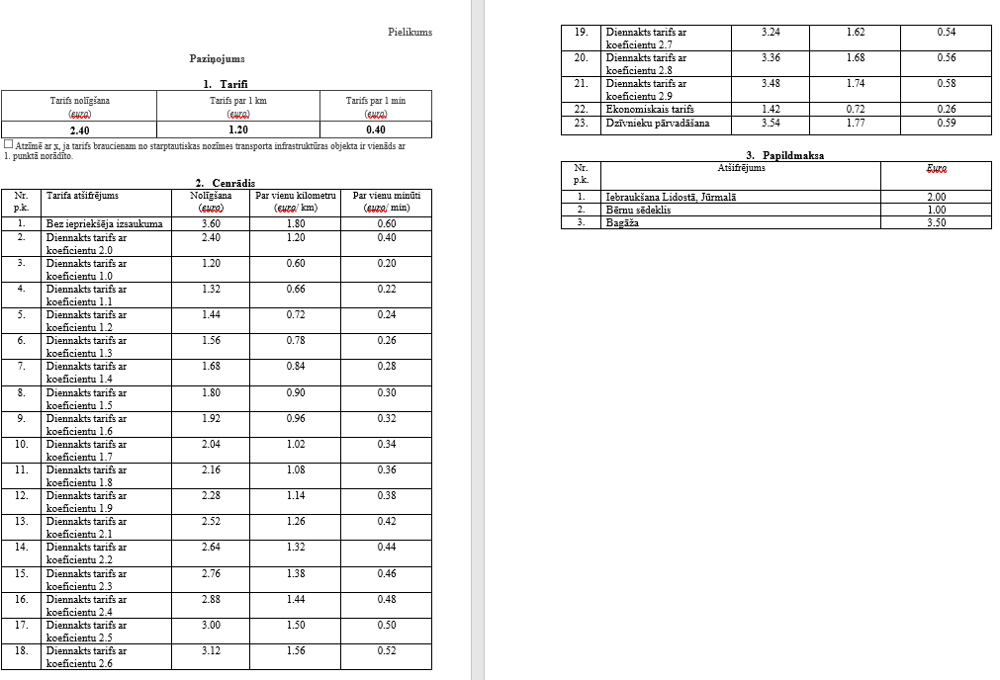 Pielikums
Paziņojums
1. Tarifi
Tarifs nolīgšana (euro) Tarifs par 1 km (euro) Tarifs par 1 min (euro)
2.40 1.20 0.40
☐ Atzīmē ar x, ja tarifs braucienam no starptautiskas nozīmes transporta infrastruktūras objekta ir vienāds ar
1. punktā norādīto.
2. Cenrādis
Nr. p.k. Tarifa atšifrējums Nolīgšana (euro) Par vienu kilometru (euro/ km) Par vienu minūti (euro/ min)
1. Bez iepriekšēja izsaukuma 3.60 1.80 0.60
2. Diennakts tarifs ar koeficientu 2.0 2.40 1.20 0.40
3. Diennakts tarifs ar koeficientu 1.0 1.20 0.60 0.20
4. Diennakts tarifs ar koeficientu 1.1 1.32 0.66 0.22
5. Diennakts tarifs ar koeficientu 1.2 1.44 0.72 0.24
6. Diennakts tarifs ar koeficientu 1.3 1.56 0.78 0.26
7. Diennakts tarifs ar koeficientu 1.4 1.68 0.84 0.28
8. Diennakts tarifs ar koeficientu 1.5 1.80 0.90 0.30
9. Diennakts tarifs ar koeficientu 1.6 1.92 0.96 0.32
10. Diennakts tarifs ar koeficientu 1.7 2.04 1.02 0.34
11. Diennakts tarifs ar koeficientu 1.8 2.16 1.08 0.36
12. Diennakts tarifs ar koeficientu 1.9 2.28 1.14 0.38
13. Diennakts tarifs ar koeficientu 2.1 2.52 1.26 0.42
14. Diennakts tarifs ar koeficientu 2.2 2.64 1.32 0.44
15. Diennakts tarifs ar koeficientu 2.3 2.76 1.38 0.46
16. Diennakts tarifs ar koeficientu 2.4 2.88 1.44 0.48
17. Diennakts tarifs ar koeficientu 2.5 3.00 1.50 0.50
18. Diennakts tarifs ar koeficientu 2.6 3.12 1.56 0.52
19. Diennakts tarifs ar koeficientu 2.7 3.24 1.62 0.54
20. Diennakts tarifs ar koeficientu 2.8 3.36 1.68 0.56
21. Diennakts tarifs ar koeficientu 2.9 3.48 1.74 0.58
22. Ekonomiskais tarifs 1.42 0.72 0.26
23. Dzīvnieku pārvadāšana 3.54 1.77 0.59
3. Papildmaksa
Nr. p.k. Atšifrējums Euro
1. Iebraukšana Lidostā, Jūrmalā 2.00
2. Bērnu sēdeklis 1.00
3. Bagāža 3.50